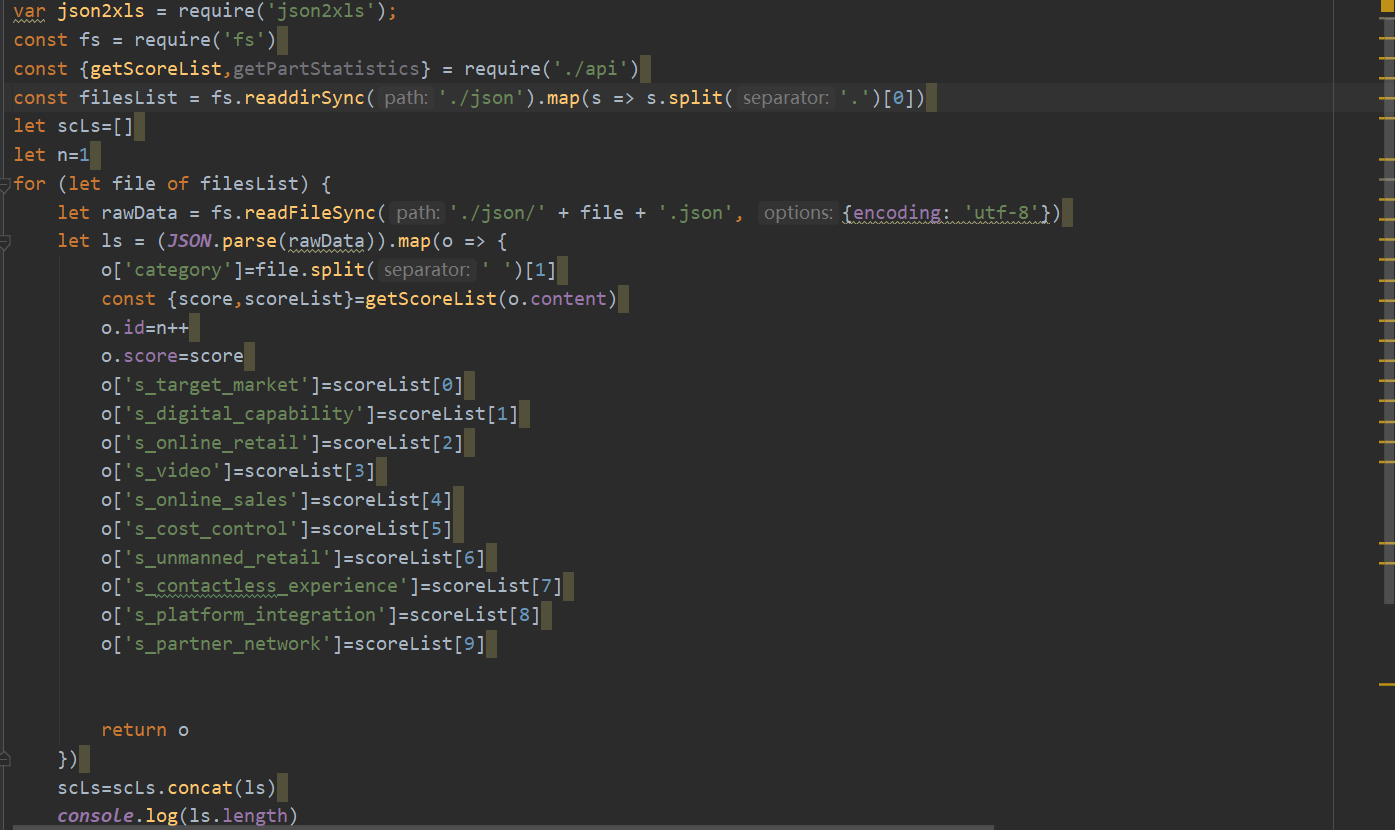 var json2xls = require('json2xls');
const fs = require('fs')
const {getScoreList,getPartStatistics} = require('./api')
const filesList = fs.readdirSync( path: './json').map(s => s.split( separator: '.')[0])
let scLs=[]
let n=1
for (let file of filesList) {
    let rawData = fs.readFileSync( path: './json/' + file + '.json', options: {encoding: 'utf-8'})
    let ls = (JSON.parse(rawData)).map(o => {
        o['category']=file.split( separator: ' ')[1]
        const {score,scoreList}=getScoreList(o.content)
        o.id=n++
        o.score=score
        o['s_target_market']=scoreList[0]
        o['s_digital_capability']=scoreList[1]
        o['s_online_retail']=scoreList[2]
        o['s_video']=scoreList[3]
        o['s_online_sales']=scoreList[4]
        o['s_cost_control']=scoreList[5]
        o['s_unmanned_retail']=scoreList[6]
        o['s_contactless_experience']=scoreList[7]
        o['s_platform_integration']=scoreList[8]
        o['s_partner_network']=scoreList[9]
        return o
    })
    scLs=scLs.concat(ls)
    console.log(ls.length)